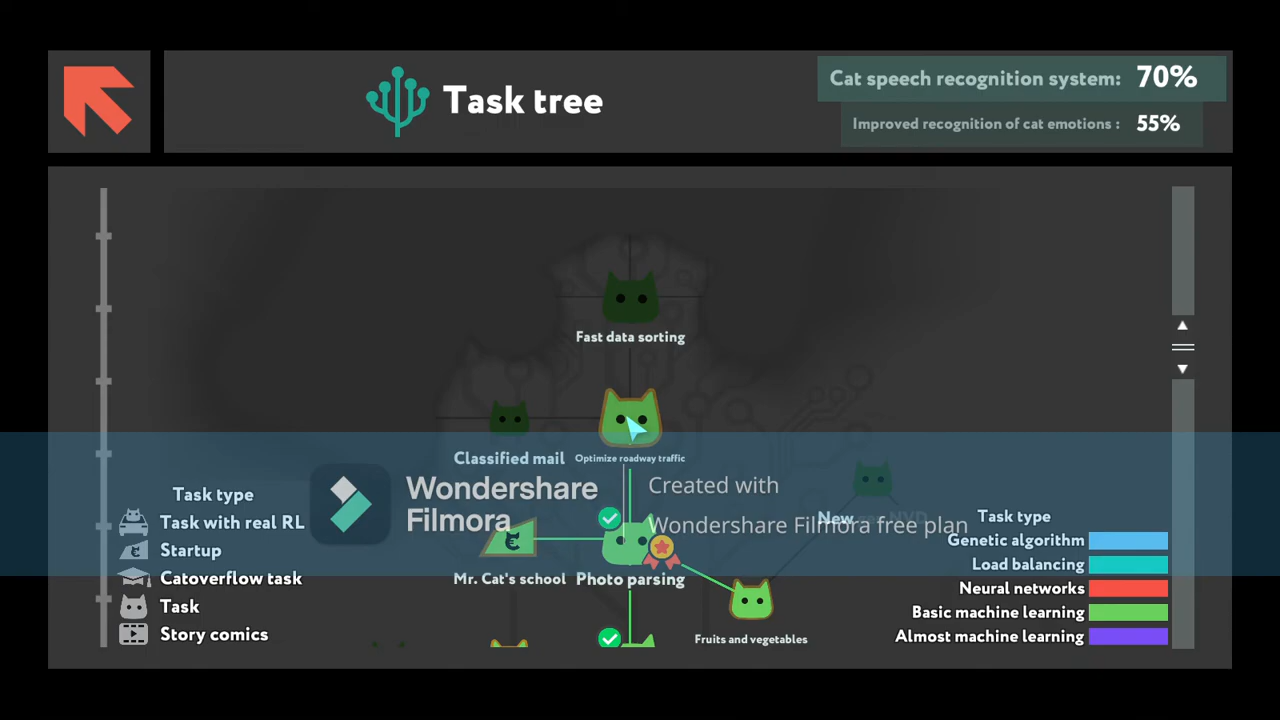 Task tree
Cat speech recognition system: 70%
Improved recognition of cat emotions : 55%
Fast data sorting
Classified mail
Optimize roadway traffic
Mr. Cat's school
Photo parsing
Fruits and vegetables
Task type
Task with real RL
Startup
Catoverflow task
Task
Story comics
Wondershare
Filmora
Created with
Wondershare Filmora free plan
Task type
Genetic algorithm
Load balancing
Neural networks
Basic machine learning
Almost machine learning